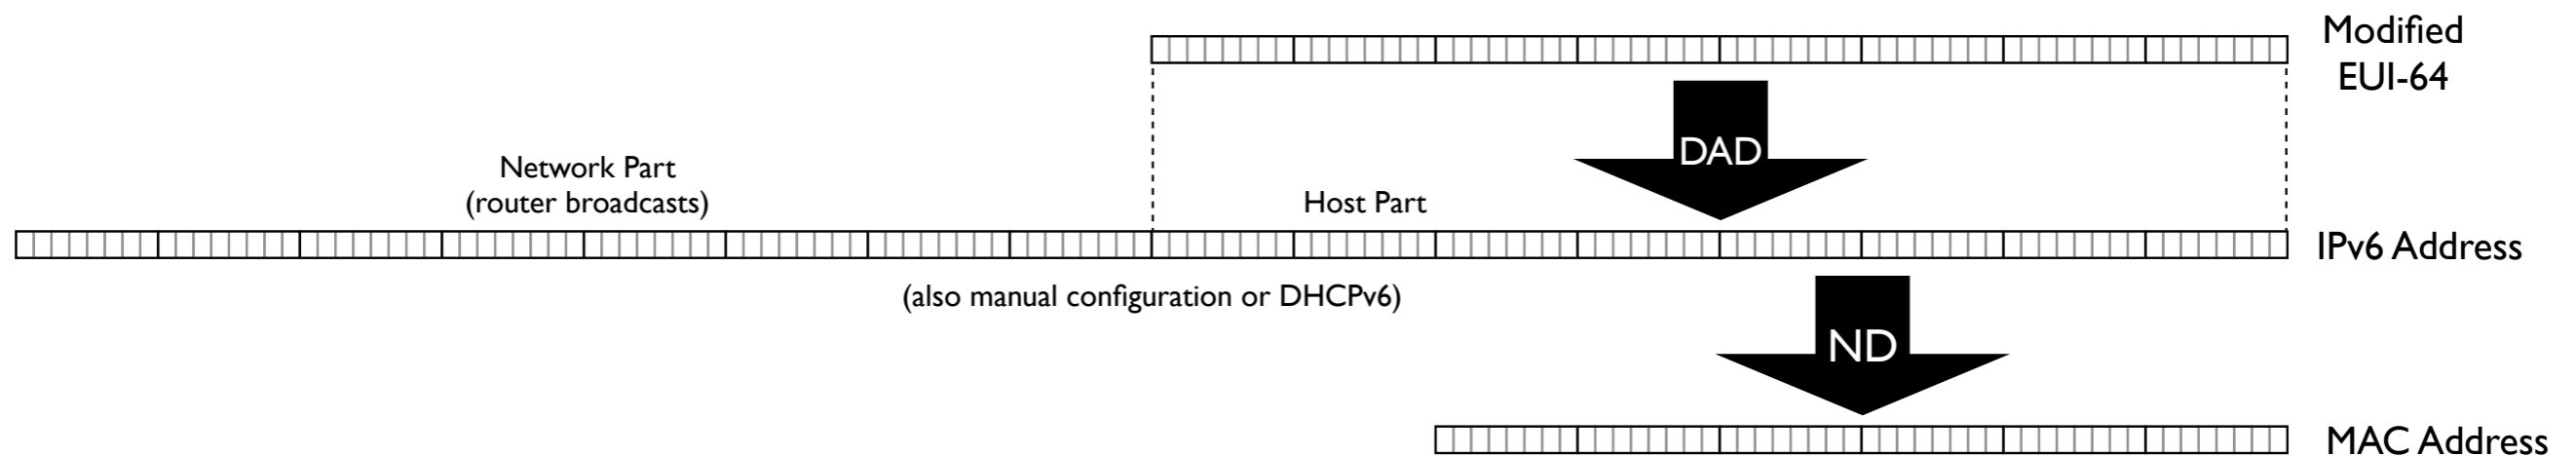 Modified
EUI-64
DAD
Network Part
(router broadcasts)
Host Part
IPv6 Address
(also manual configuration or DHCPv6)
ND
MAC Address